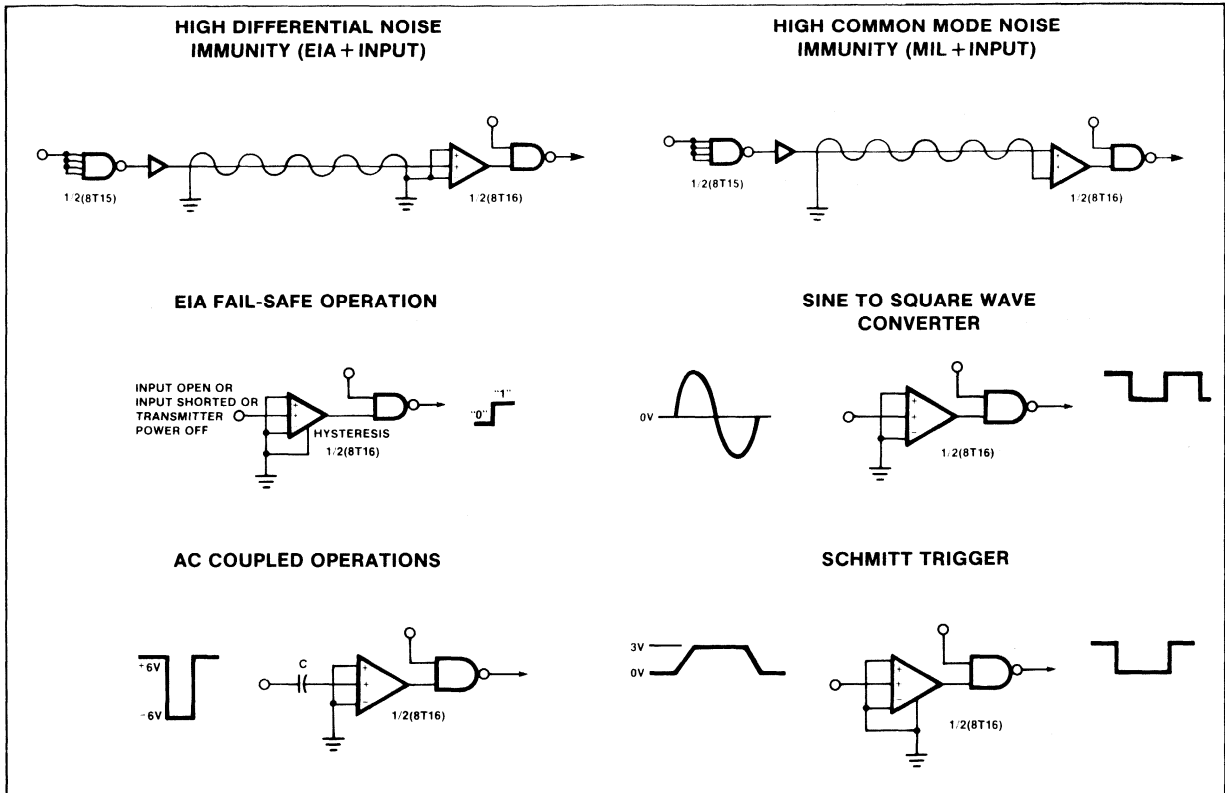 HIGH DIFFERENTIAL NOISE
IMMUNITY (EIA + INPUT)
1/2(8T15)
+
-
1/2(8T16)
HIGH COMMON MODE NOISE
IMMUNITY (MIL + INPUT)
1/2(8T15)
1/2(8T16)
EIA FAIL-SAFE OPERATION
INPUT OPEN OR
INPUT SHORTED OR
TRANSMITTER
POWER OFF
+
-
HYSTERESIS
1/2(8T16)
"1"
"0"
SINE TO SQUARE WAVE
CONVERTER
0V
+
+
-
1/2(8T16)
AC COUPLED OPERATIONS
+6V
-6V
C
+
+
-
1/2(8T16)
SCHMITT TRIGGER
3V
0V
+
+
-
1/2(8T16)